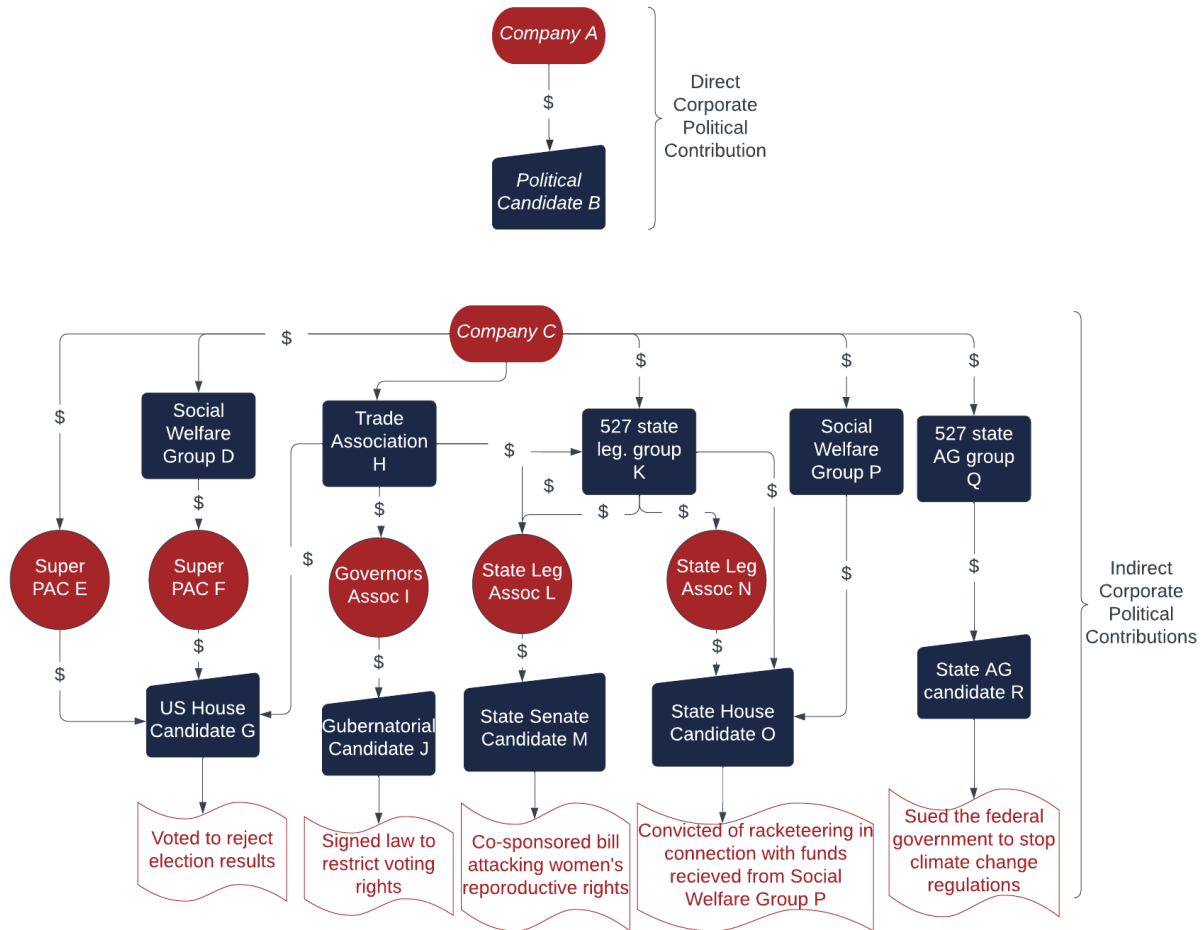 Company A
$
Political
Candidate B
Direct
Corporate
Political
Contribution
Company C
$
$
$
$
$
Social
Welfare
Group D
Trade
Association
H
527 state
leg. group
K
Social
Welfare
Group P
527 state
AG group
Q
$
$
$
$
$
$
$
$
Super
PAC E
Super
PAC F
$
Governors
Assoc I
State Leg
Assoc L
State Leg
Assoc N
$
$
$
$
$
$
$
US House
Candidate G
Gubernatorial
Candidate J
State Senate
Candidate M
State House
Candidate O
State AG
candidate R
Indirect
Corporate
Political
Contributions
Voted to reject
election results
Signed law to
restrict voting
rights
Co-sponsored bill
attacking women's
reporoductive rights
Convicted of racketeering in
connection with funds
recieved from Social
Welfare Group P
Sued the federal
government to stop
climate change
regulations